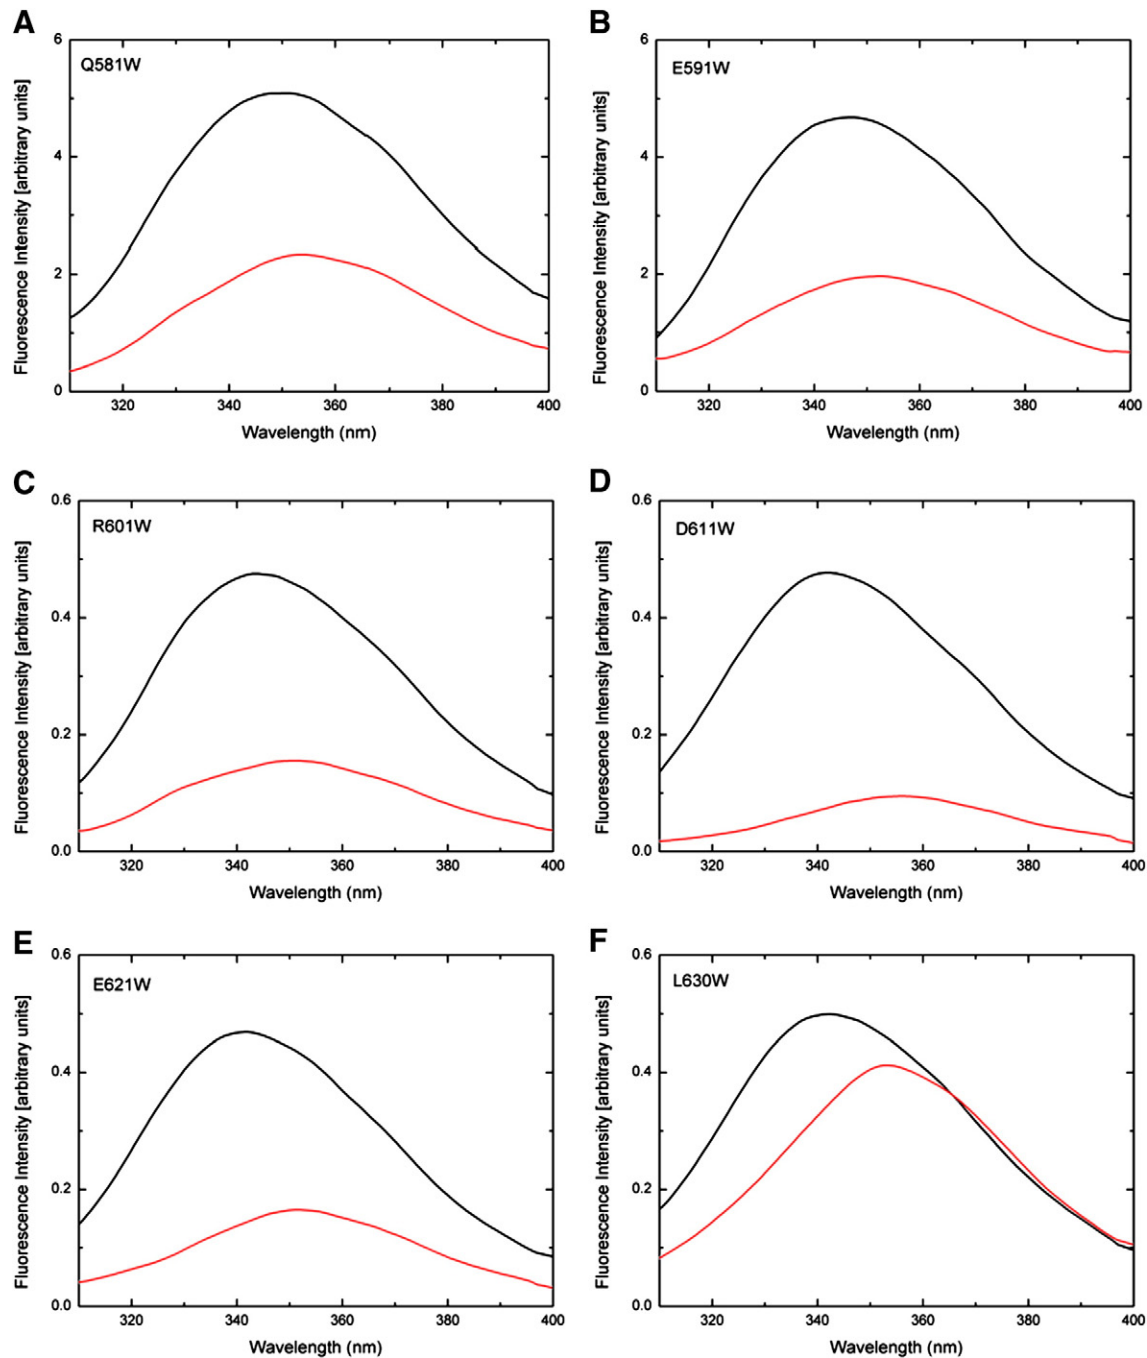 A
B
6
Q581W
4
2
0
320
340
360
380
400
Wavelength (nm)
Fluorescence Intensity [arbitrary units]
6
E591W
4
2
0
320
340
360
380
400
Wavelength (nm)
Fluorescence Intensity [arbitrary units]
C
D
0.6
R601W
0.4
0.2
0.0
320
340
360
380
400
Wavelength (nm)
Fluorescence Intensity [arbitrary units]
0.6
D611W
0.4
0.2
0.0
320
340
360
380
400
Wavelength (nm)
Fluorescence Intensity [arbitrary units]
E
F
0.6
E621W
0.4
0.2
0.0
320
340
360
380
400
Wavelength (nm)
Fluorescence Intensity [arbitrary units]
0.6
L630W
0.4
0.2
0.0
320
340
360
380
400
Wavelength (nm)
Fluorescence Intensity [arbitrary units]